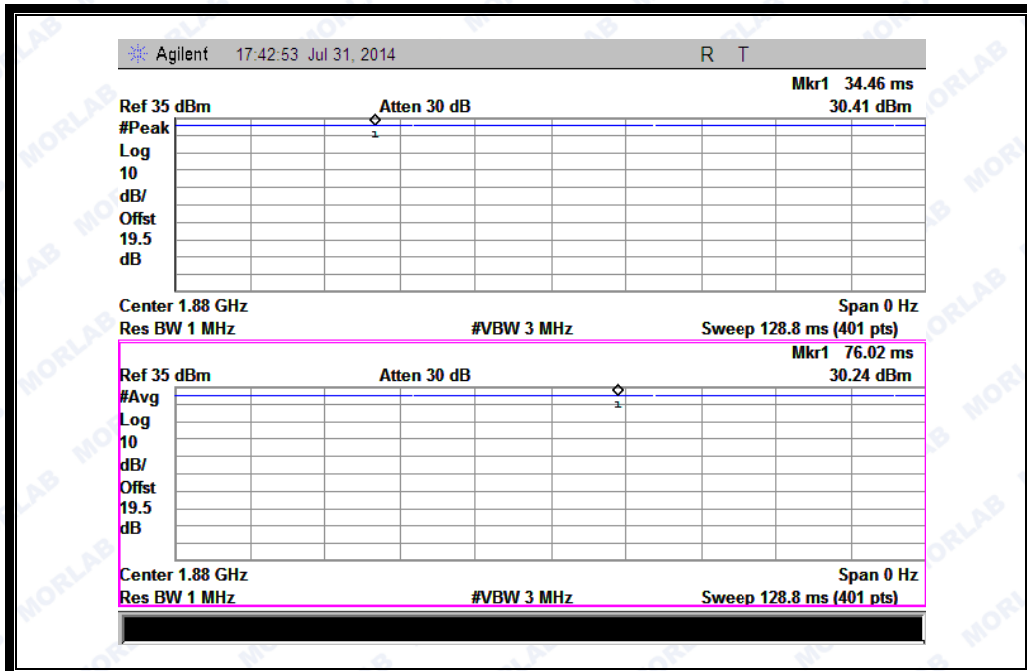 Agilent 17:42:53 Jul 31, 2014 R T
Mkr1 34.46 ms
Ref 35 dBm Atten 30 dB 30.41 dBm
#Peak
1
Log
10
dB/
Offst
19.5
dB
Center 1.88 GHz Span 0 Hz
Res BW 1 MHz #VBW 3 MHz Sweep 128.8 ms (401 pts)
Mkr1 76.02 ms
Ref 35 dBm Atten 30 dB 30.24 dBm
#Avg
1
Log
10
dB/
Offst
19.5
dB
Center 1.88 GHz Span 0 Hz
Res BW 1 MHz #VBW 3 MHz Sweep 128.8 ms (401 pts)
MORLAB